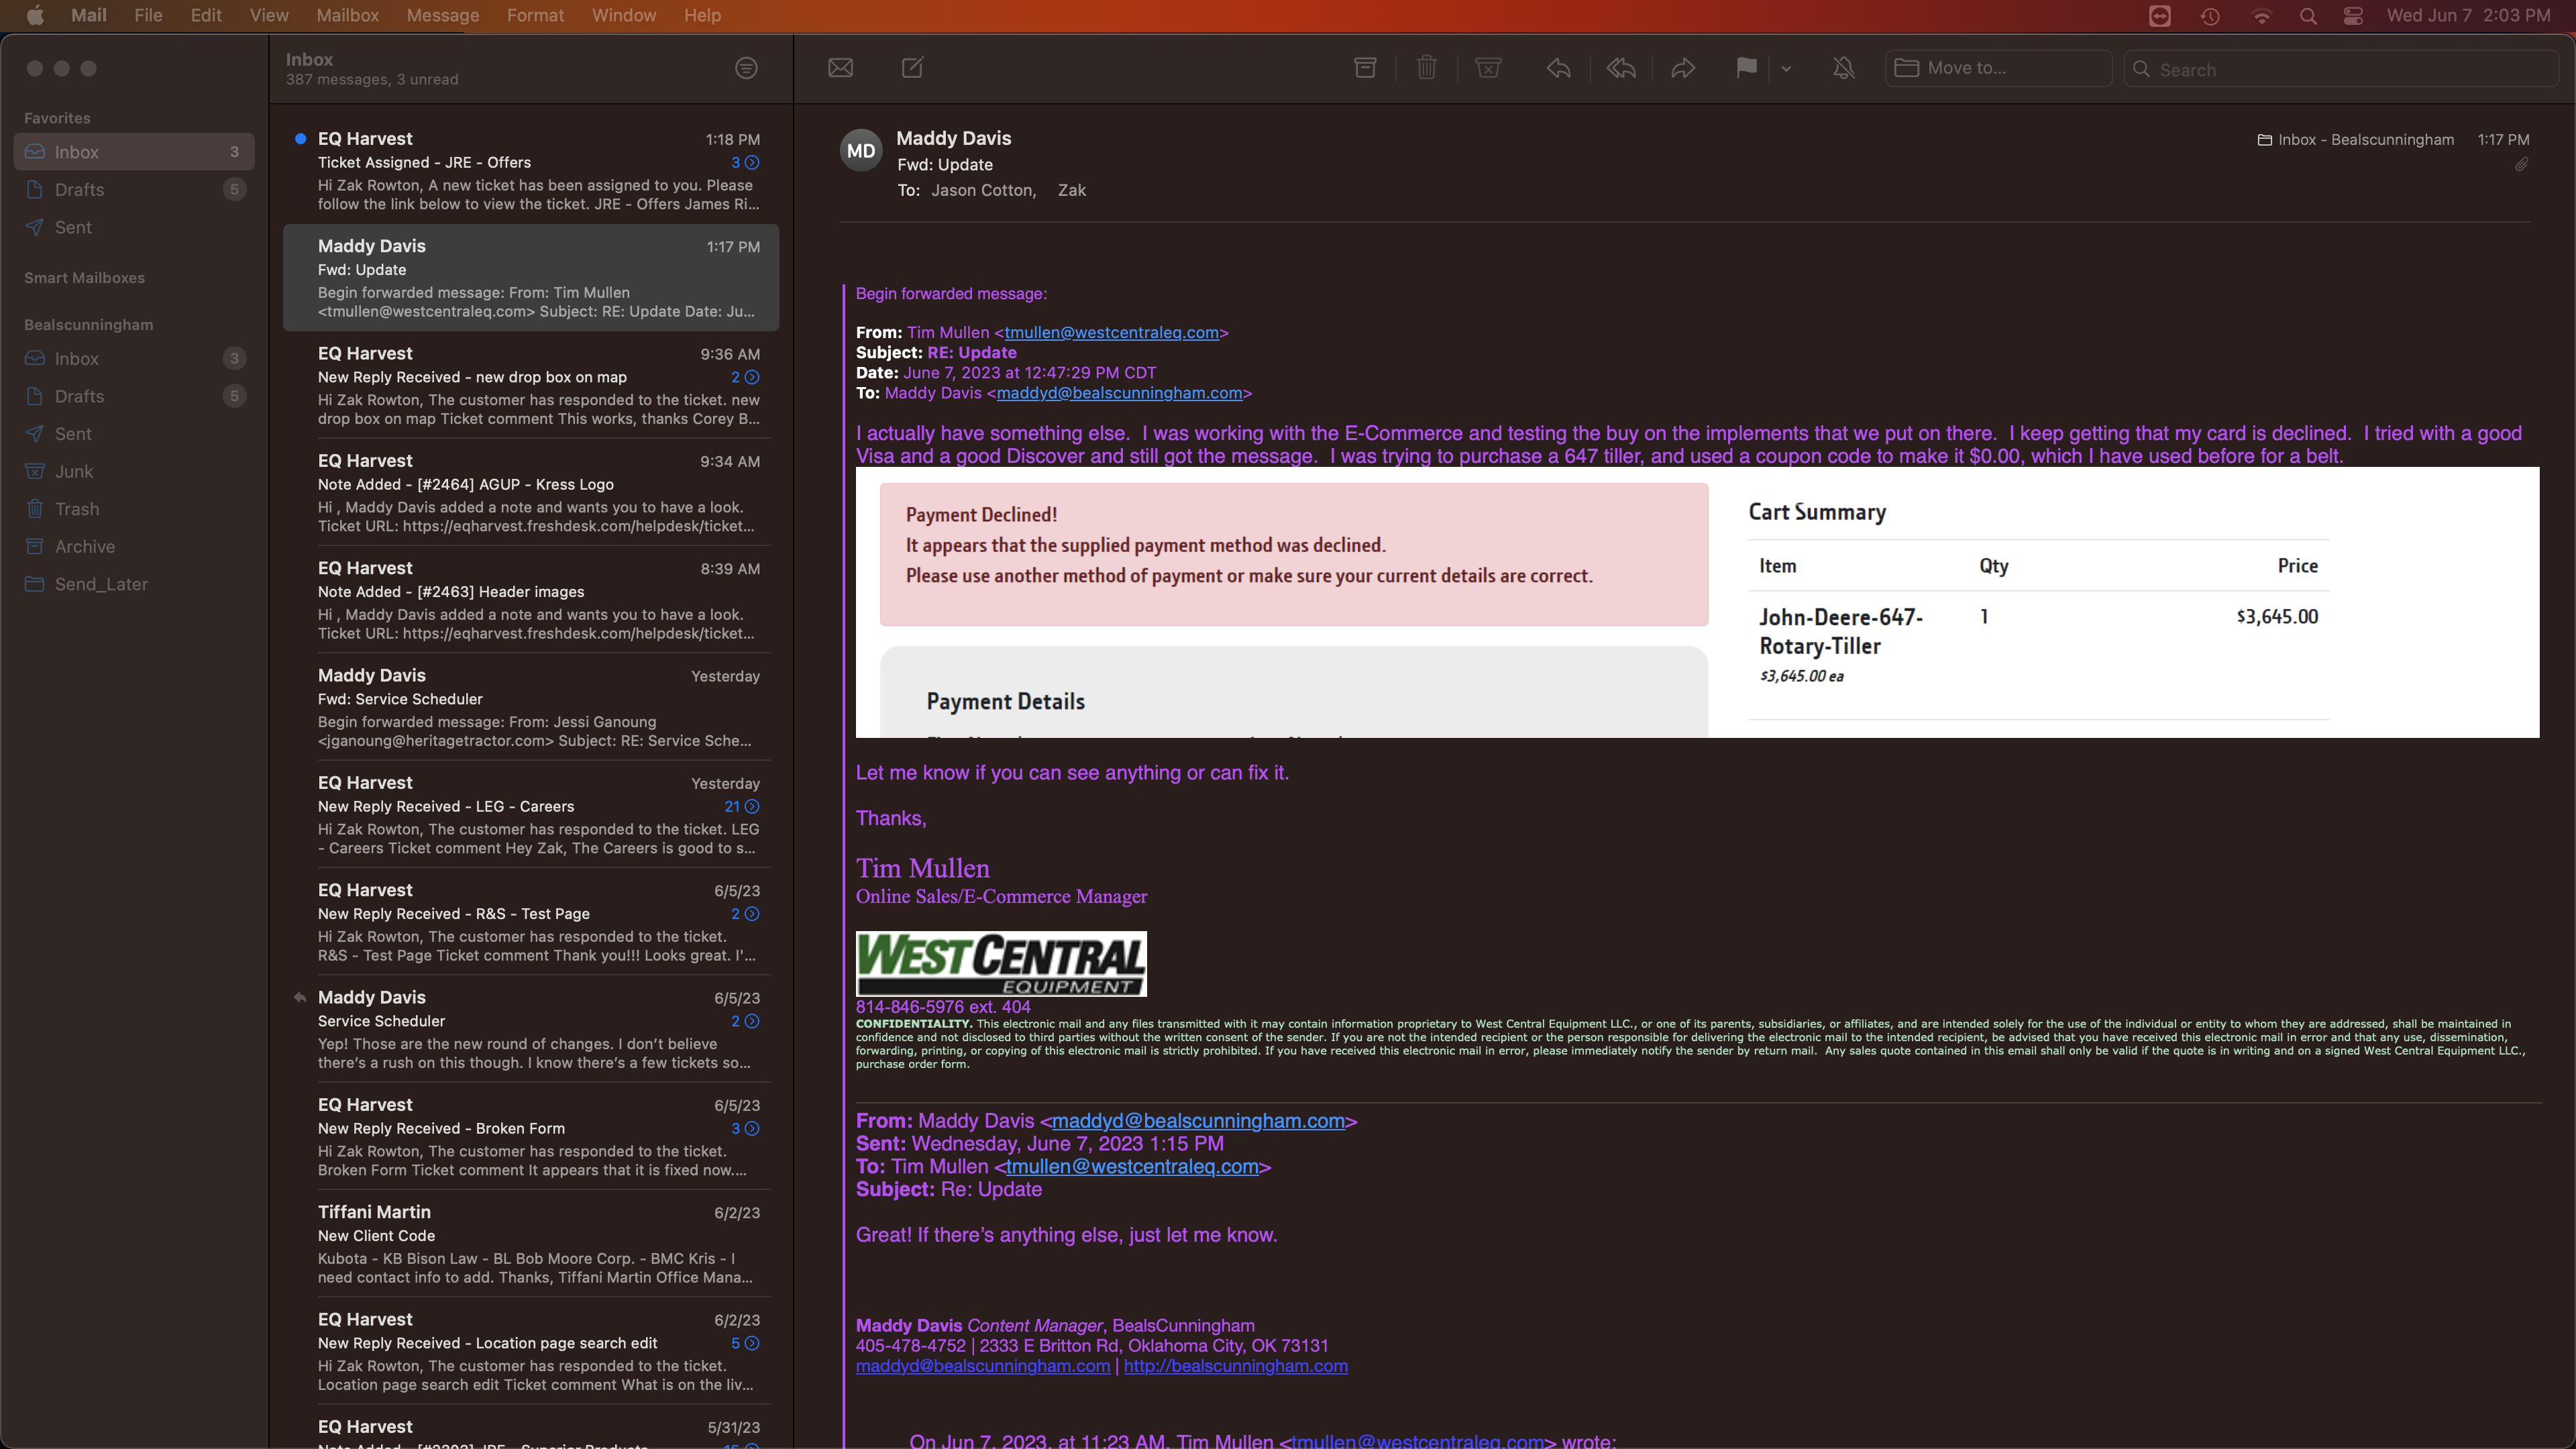 Mail File Edit View Mailbox Message Format Window Help Wed Jun 7 2:03 PM
Inbox
387 messages, 3 unread
Move to...
Search
Favorites
Inbox 3
Drafts 5
Sent
Smart Mailboxes
Bealscunningham
Inbox 3
Drafts 5
Sent
Junk
Trash
Archive
Send_Later
EQ Harvest 1:18 PM
Ticket Assigned - JRE - Offers 3
Hi Zak Rowton, A new ticket has been assigned to you. Please
follow the link below to view the ticket. JRE - Offers James Ri...
Maddy Davis 1:17 PM
Fwd: Update
Begin forwarded message: From: Tim Mullen
<tmullen@westcentraleq.com> Subject: RE: Update Date: Ju...
EQ Harvest 9:36 AM
New Reply Received - new drop box on map 2
Hi Zak Rowton, The customer has responded to the ticket. new
drop box on map Ticket comment This works, thanks Corey B...
EQ Harvest 9:34 AM
Note Added - [#2464] AGUP - Kress Logo
Hi , Maddy Davis added a note and wants you to have a look.
Ticket URL: https://eqharvest.freshdesk.com/helpdesk/ticket...
EQ Harvest 8:39 AM
Note Added - [#2463] Header images
Hi , Maddy Davis added a note and wants you to have a look.
Ticket URL: https://eqharvest.freshdesk.com/helpdesk/ticket...
Maddy Davis Yesterday
Fwd: Service Scheduler
Begin forwarded message: From: Jessi Ganoung
<jganoung@heritagetractor.com> Subject: RE: Service Sche...
EQ Harvest Yesterday
New Reply Received - LEG - Careers 21
Hi Zak Rowton, The customer has responded to the ticket. LEG
- Careers Ticket comment Hey Zak, The Careers is good to s...
EQ Harvest 6/5/23
New Reply Received - R&S - Test Page 2
Hi Zak Rowton, The customer has responded to the ticket.
R&S - Test Page Ticket comment Thank you!!! Looks great. I'...
Maddy Davis 6/5/23
Service Scheduler 2
Yep! Those are the new round of changes. I don’t believe
there’s a rush on this though. I know there’s a few tickets so...
EQ Harvest 6/5/23
New Reply Received - Broken Form 3
Hi Zak Rowton, The customer has responded to the ticket.
Broken Form Ticket comment It appears that it is fixed now....
Tiffani Martin 6/2/23
New Client Code
Kubota - KB Bison Law - BL Bob Moore Corp. - BMC Kris - I
need contact info to add. Thanks, Tiffani Martin Office Mana...
EQ Harvest 6/2/23
New Reply Received - Location page search edit 5
Hi Zak Rowton, The customer has responded to the ticket.
Location page search edit Ticket comment What is on the liv...
EQ Harvest 5/31/23
MD
Maddy Davis
Fwd: Update
To: Jason Cotton, Zak
Inbox - Bealscunningham 1:17 PM
Begin forwarded message:
From: Tim Mullen <tmullen@westcentraleq.com>
Subject: RE: Update
Date: June 7, 2023 at 12:47:29 PM CDT
To: Maddy Davis <maddyd@bealscunningham.com>
I actually have something else.  I was working with the E-Commerce and testing the buy on the implements that we put on there.  I keep getting that my card is declined.  I tried with a good
Visa and a good Discover and still got the message.  I was trying to purchase a 647 tiller, and used a coupon code to make it $0.00, which I have used before for a belt.
Payment Declined!
It appears that the supplied payment method was declined.
Please use another method of payment or make sure your current details are correct.
Payment Details
Cart Summary
Item Qty Price
John-Deere-647- 1 $3,645.00
Rotary-Tiller
$3,645.00 ea
Let me know if you can see anything or can fix it.
Thanks,
Tim Mullen
Online Sales/E-Commerce Manager
WESTCENTRAL
EQUIPMENT
814-846-5976 ext. 404
CONFIDENTIALITY. This electronic mail and any files transmitted with it may contain information proprietary to West Central Equipment LLC., or one of its parents, subsidiaries, or affiliates, and are intended solely for the use of the individual or entity to whom they are addressed, shall be maintained in
confidence and not disclosed to third parties without the written consent of the sender. If you are not the intended recipient or the person responsible for delivering the electronic mail to the intended recipient, be advised that you have received this electronic mail in error and that any use, dissemination,
forwarding, printing, or copying of this electronic mail is strictly prohibited. If you have received this electronic mail in error, please immediately notify the sender by return mail.  Any sales quote contained in this email shall only be valid if the quote is in writing and on a signed West Central Equipment LLC.,
purchase order form.
From: Maddy Davis <maddyd@bealscunningham.com>
Sent: Wednesday, June 7, 2023 1:15 PM
To: Tim Mullen <tmullen@westcentraleq.com>
Subject: Re: Update
Great! If there’s anything else, just let me know.
Maddy Davis Content Manager, BealsCunningham
405-478-4752 | 2333 E Britton Rd, Oklahoma City, OK 73131
maddyd@bealscunningham.com | http://bealscunningham.com
On Jun 7, 2023, at 11:23 AM, Tim Mullen <tmullen@westcentraleq.com> wrote: